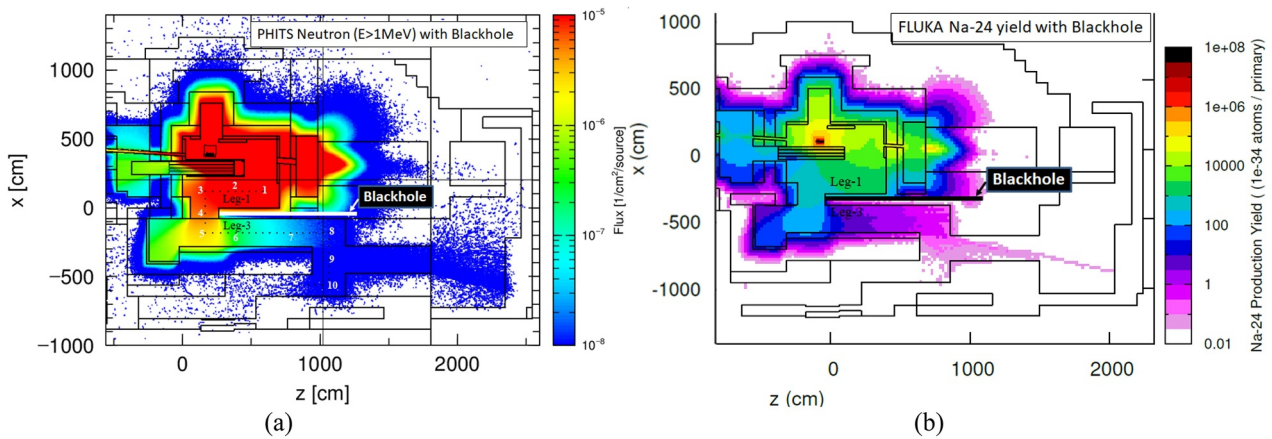 PHITS Neutron (E>1MeV) with Blackhole
x [cm]
1000
500
0
−500
−1000
3 2 1
Leg-1
4
Leg-3
5 6 7 8
9
10
Blackhole
0 500 1000 1500 2000 2500
z [cm]
10⁻⁵
10⁻⁶
10⁻⁷
10⁻⁸
Flux [1/cm²/source]
(a)
FLUKA Na-24 yield with Blackhole
x (cm)
1000
500
0
-500
-1000
Leg-1
Leg-3
Blackhole
0 1000 2000
z (cm)
1e+08
1e+06
10000
100
1
0.01
Na-24 Production Yield ( (1e-34 atoms/ primary)
(b)